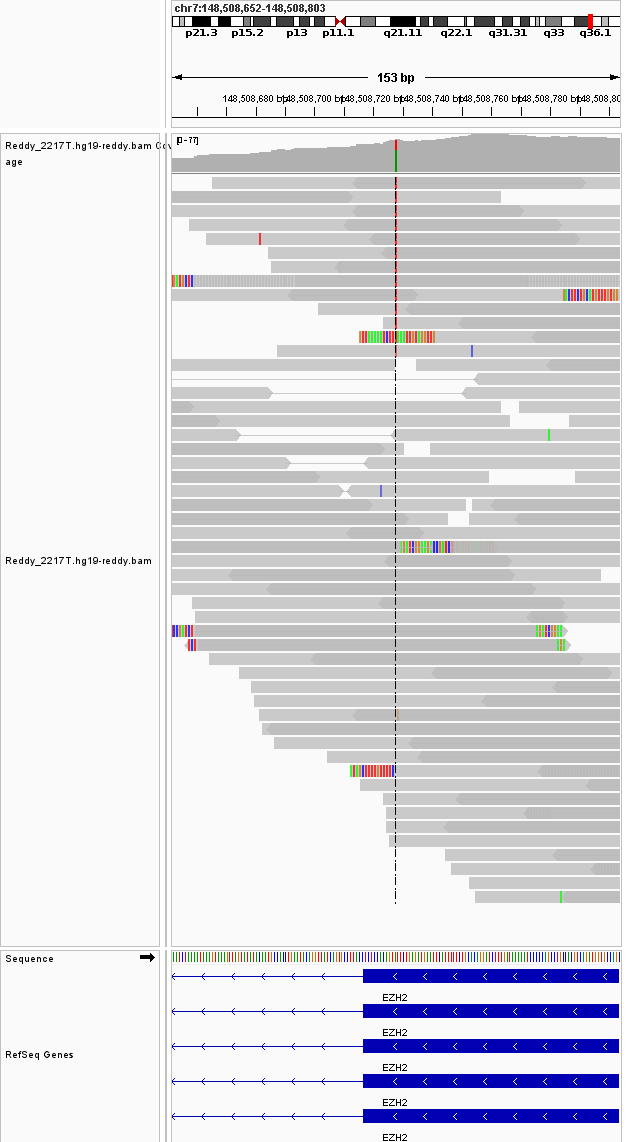 chr7:148,508,652-148,508,803
p21.3 p15.2 p13 p11.1 q21.11 q22.1 q31.31 q33 q36.1
153 bp
148,508,680 bp 148,508,700 bp 148,508,720 bp 148,508,740 bp 148,508,760 bp 148,508,780 bp 148,508,80
[0-77]
Reddy_2217T.hg19-reddy.bam Cov
age
Reddy_2217T.hg19-reddy.bam
Sequence
EZH2
EZH2
RefSeq Genes
EZH2
EZH2
EZH2